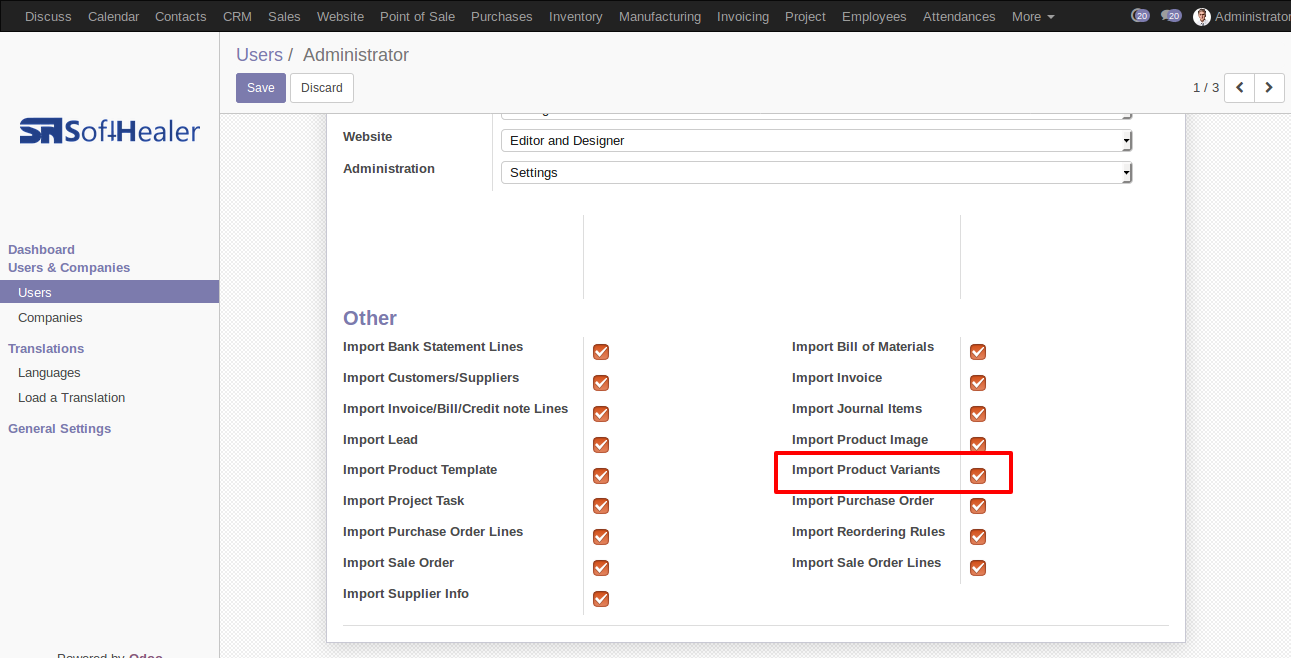 Discuss Calendar Contacts CRM Sales Website Point of Sale Purchases Inventory Manufacturing Invoicing Project Employees Attendances More 20 20 Administrator
Users / Administrator
Save Discard
1 / 3
SoftHealer
Website Editor and Designer
Administration Settings
Dashboard
Users & Companies
Users
Companies
Translations
Languages
Load a Translation
General Settings
Other
Import Bank Statement Lines Import Bill of Materials
Import Customers/Suppliers Import Invoice
Import Invoice/Bill/Credit note Lines Import Journal Items
Import Lead Import Product Image
Import Product Template Import Product Variants
Import Project Task Import Purchase Order
Import Purchase Order Lines Import Reordering Rules
Import Sale Order Import Sale Order Lines
Import Supplier Info
Powered by Odoo